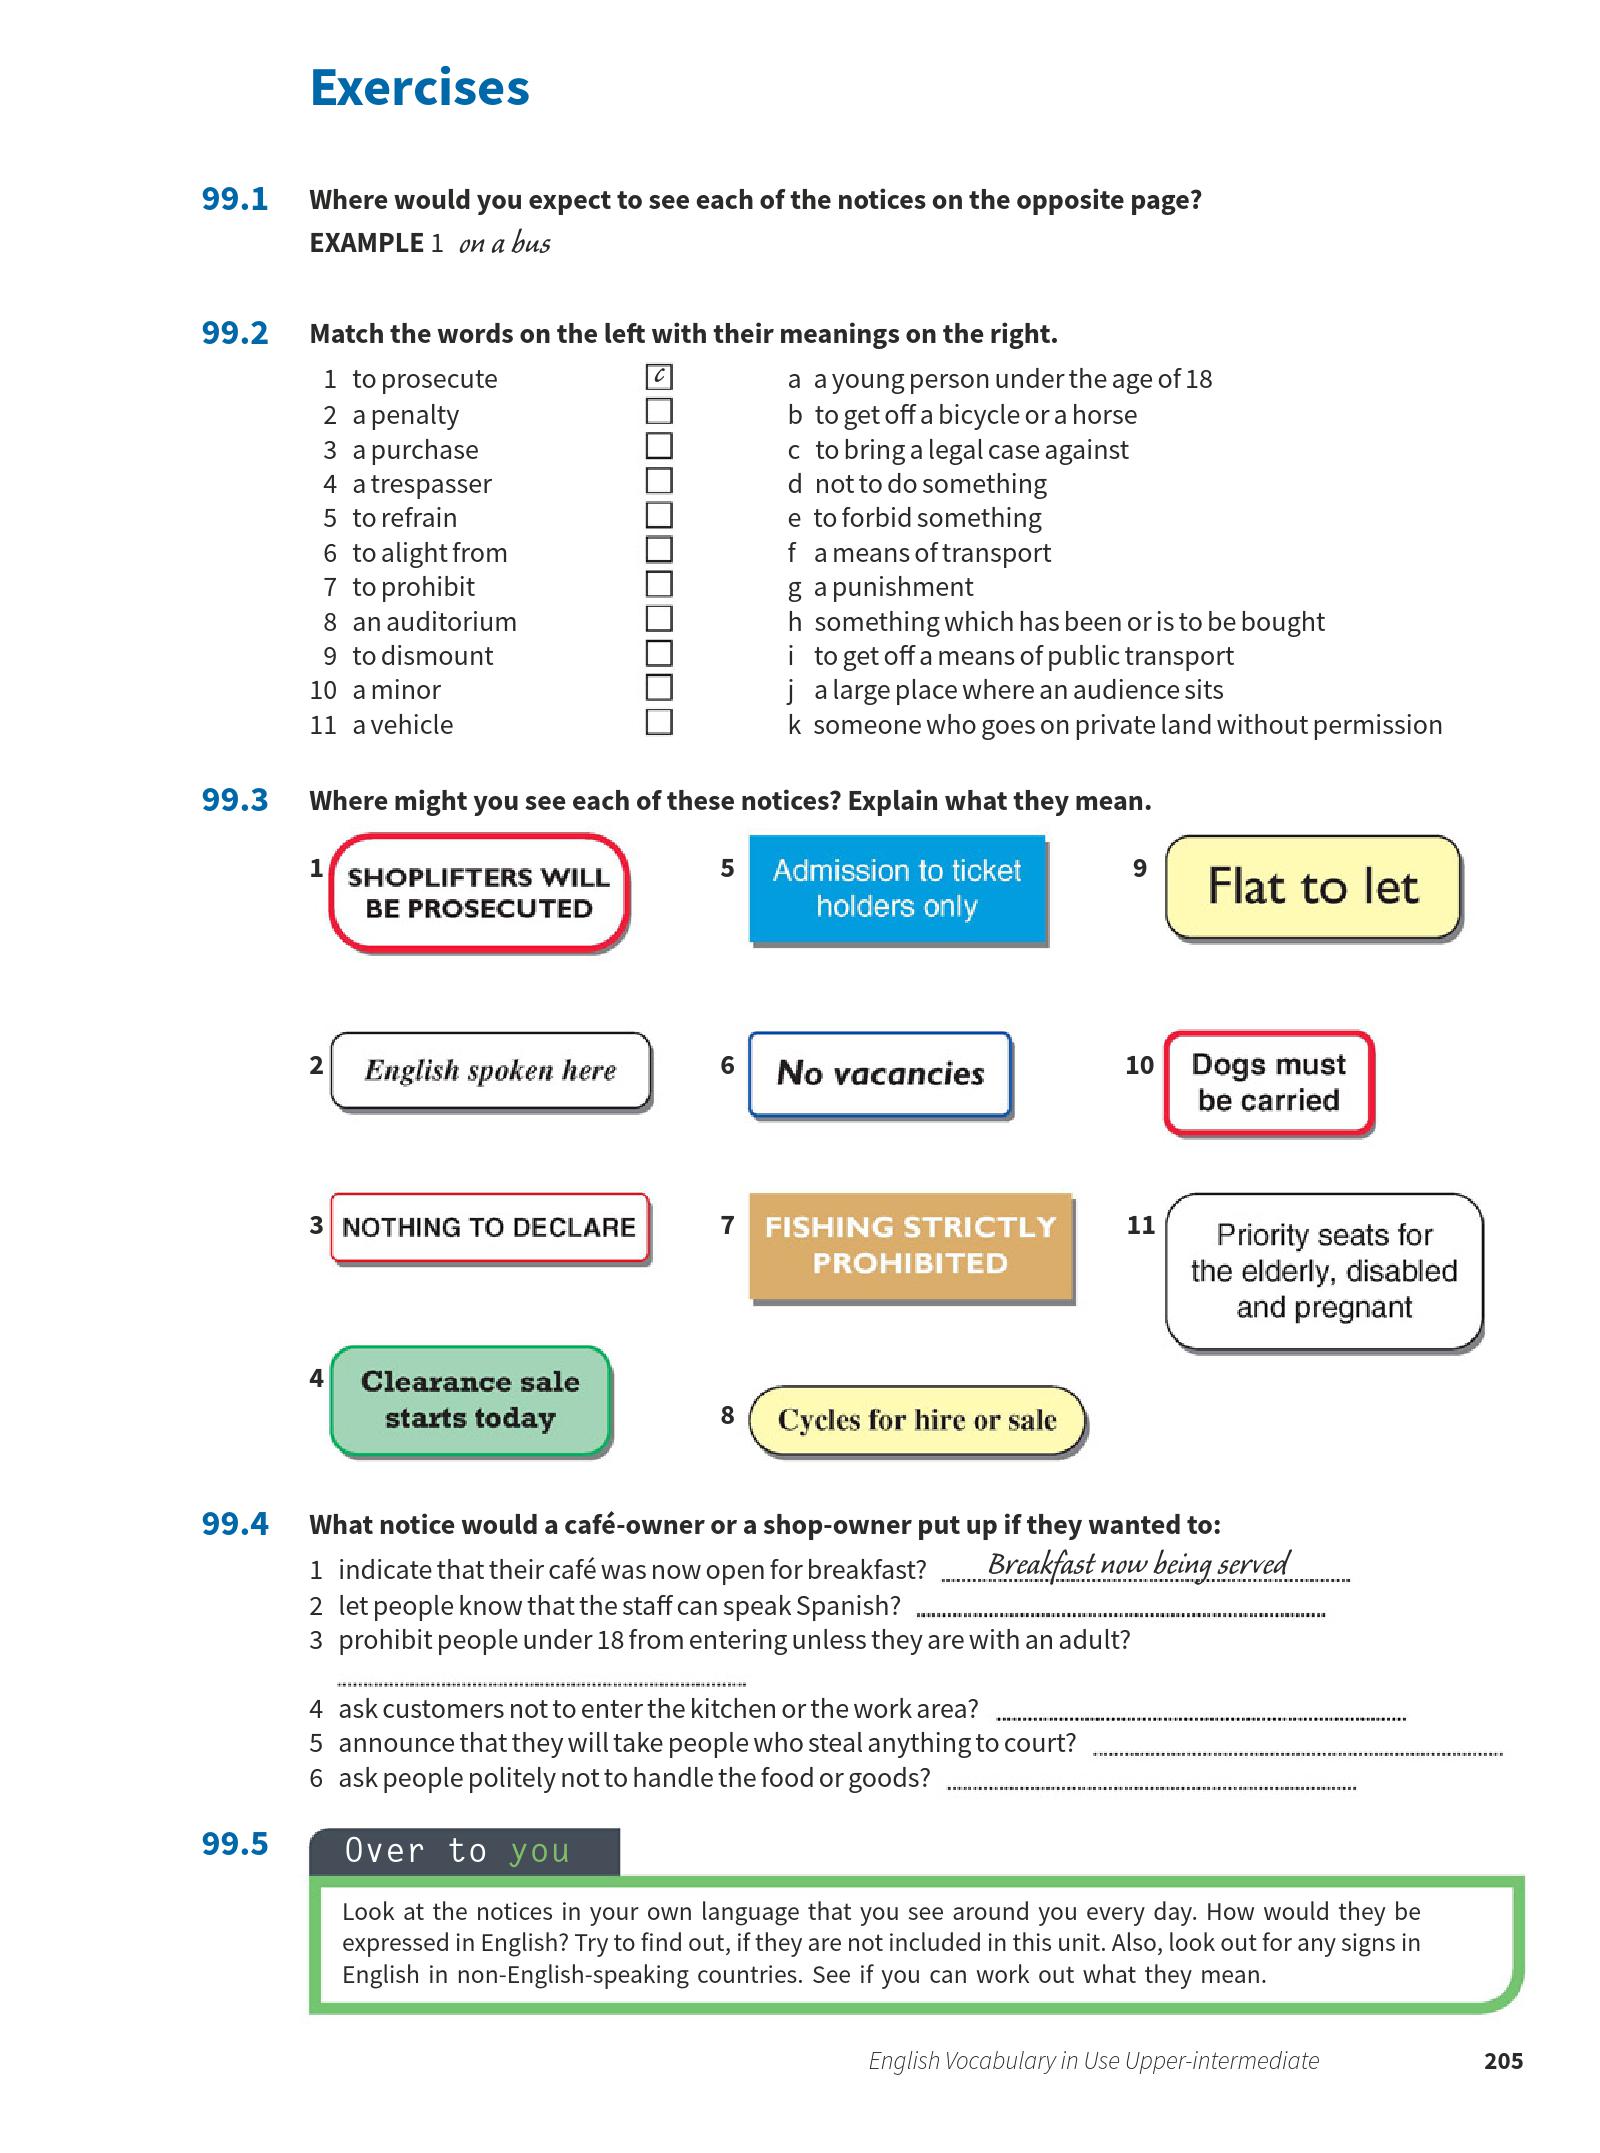 Exercises
99.1 Where would you expect to see each of the notices on the opposite page?
EXAMPLE 1 on a bus
99.2 Match the words on the left with their meanings on the right.
1 to prosecute c a a young person under the age of 18
2 a penalty b to get off a bicycle or a horse
3 a purchase c to bring a legal case against
4 a trespasser d not to do something
5 to refrain e to forbid something
6 to alight from f a means of transport
7 to prohibit g a punishment
8 an auditorium h something which has been or is to be bought
9 to dismount i to get off a means of public transport
10 a minor j a large place where an audience sits
11 a vehicle k someone who goes on private land without permission
99.3 Where might you see each of these notices? Explain what they mean.
1 SHOPLIFTERS WILL
BE PROSECUTED
5 Admission to ticket
holders only
9 Flat to let
2 English spoken here
6 No vacancies
10 Dogs must
be carried
3 NOTHING TO DECLARE
7 FISHING STRICTLY
PROHIBITED
11 Priority seats for
the elderly, disabled
and pregnant
4 Clearance sale
starts today
8 Cycles for hire or sale
99.4 What notice would a café-owner or a shop-owner put up if they wanted to:
1 indicate that their café was now open for breakfast? Breakfast now being served
2 let people know that the staff can speak Spanish?
3 prohibit people under 18 from entering unless they are with an adult?
4 ask customers not to enter the kitchen or the work area?
5 announce that they will take people who steal anything to court?
6 ask people politely not to handle the food or goods?
99.5 Over to you
Look at the notices in your own language that you see around you every day. How would they be
expressed in English? Try to find out, if they are not included in this unit. Also, look out for any signs in
English in non-English-speaking countries. See if you can work out what they mean.
English Vocabulary in Use Upper-intermediate 205